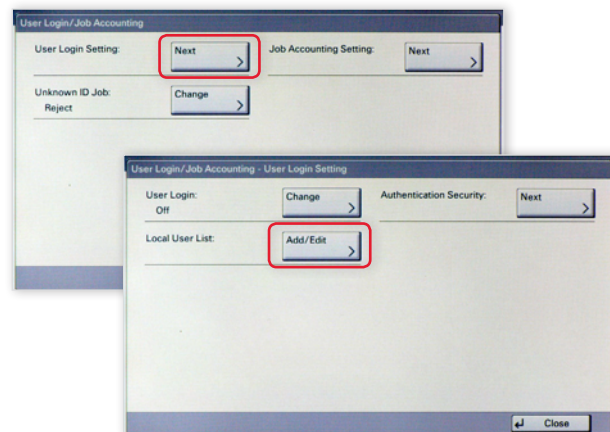 User Login/Job Accounting
User Login Setting: Next Job Accounting Setting: Next
Unknown ID Job: Change
Reject
User Login/Job Accounting - User Login Setting
User Login: Change Authentication Security: Next
Off
Local User List: Add/Edit
Close